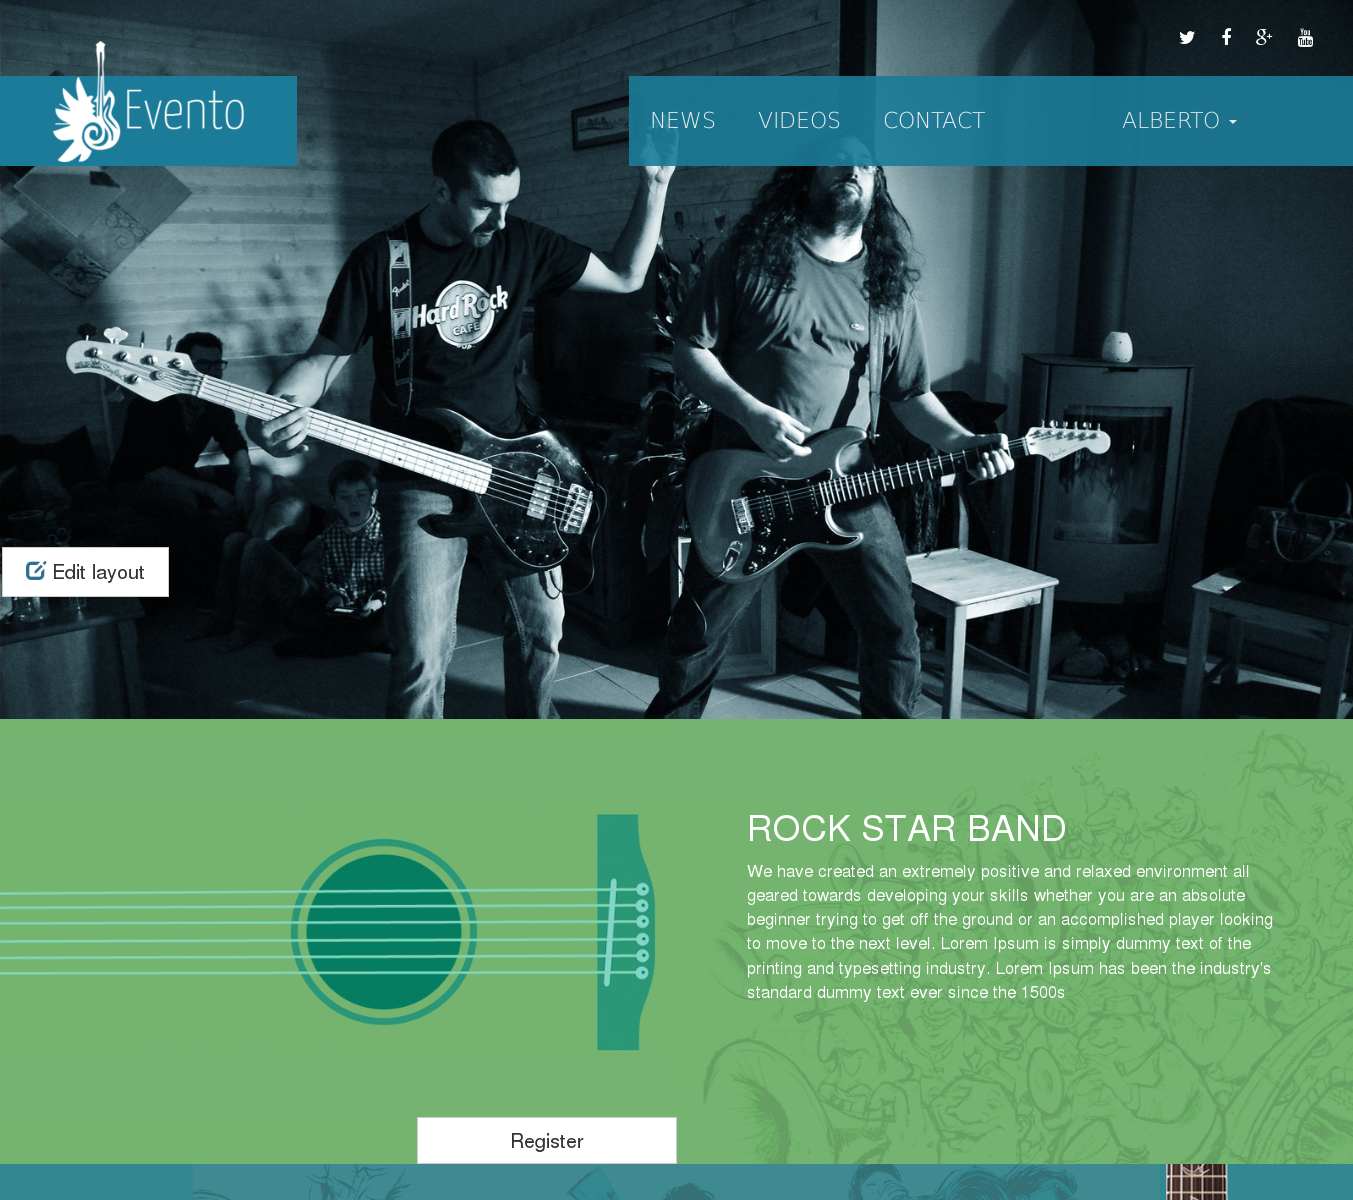 Evento
NEWS VIDEOS CONTACT ALBERTO
Hard Rock
CAFE
Edit layout
ROCK STAR BAND
We have created an extremely positive and relaxed environment all
geared towards developing your skills whether you are an absolute
beginner trying to get off the ground or an accomplished player looking
to move to the next level. Lorem Ipsum is simply dummy text of the
printing and typesetting industry. Lorem Ipsum has been the industry's
standard dummy text ever since the 1500s
Register